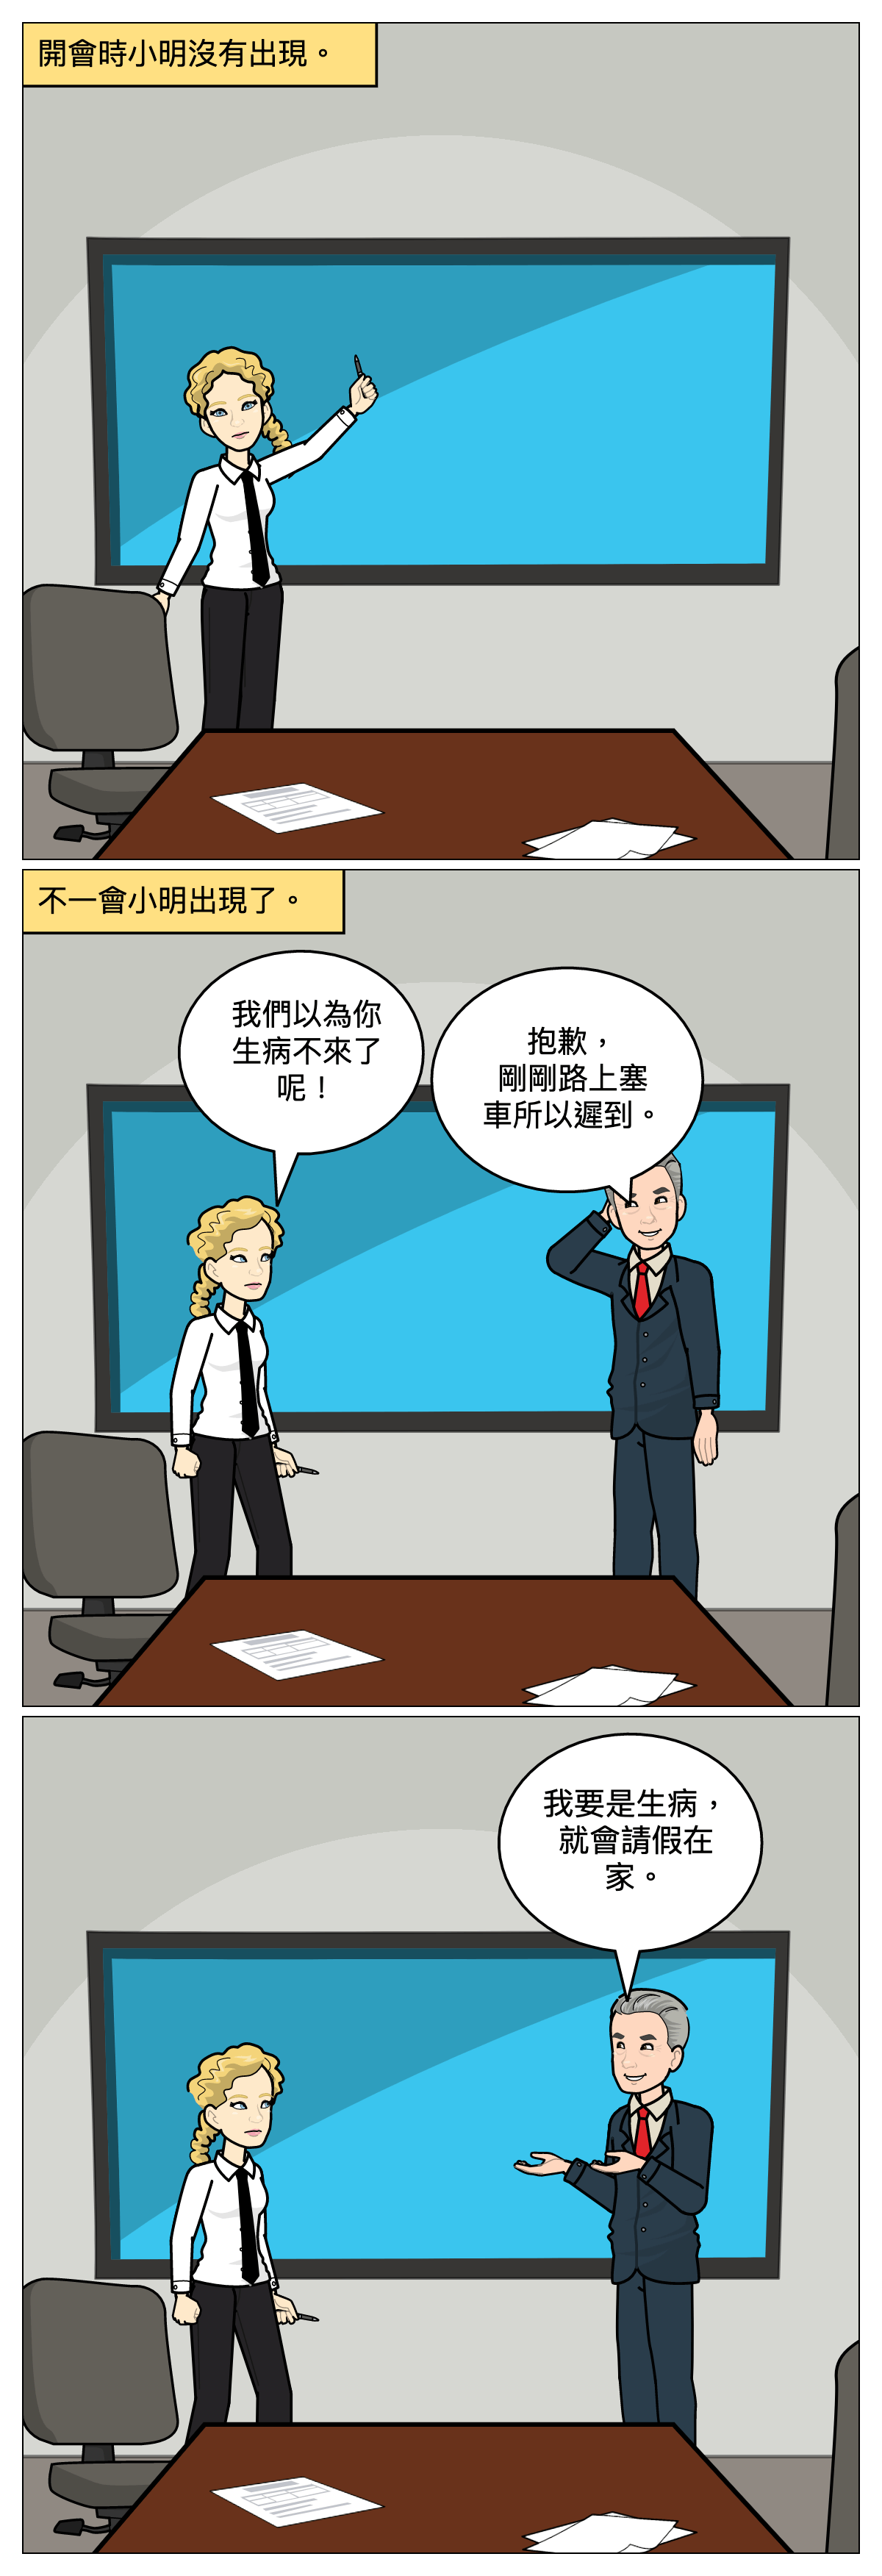 開會時小明沒有出現。
不一會小明出現了。
我們以為你
生病不來了
呢！
抱歉，
剛剛路上塞
車所以遲到。
我要是生病，
就會請假在
家。